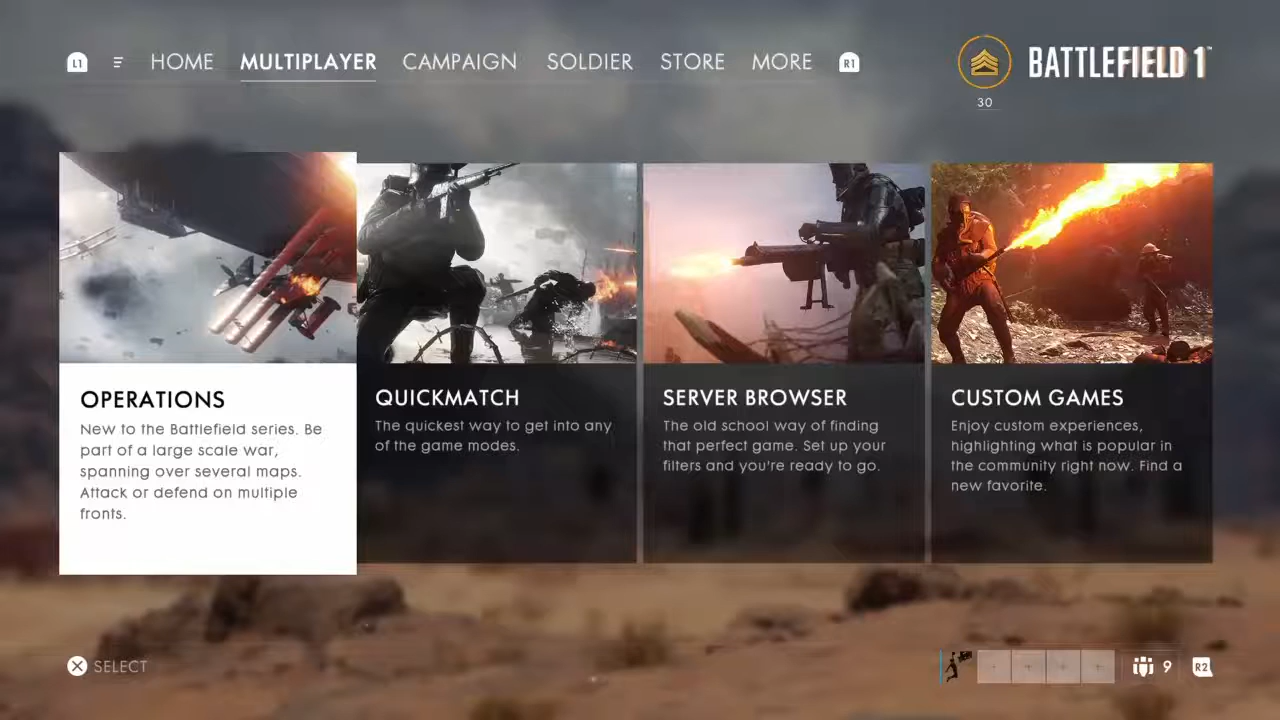 L1 HOME MULTIPLAYER CAMPAIGN SOLDIER STORE MORE R1
BATTLEFIELD 1™
30
OPERATIONS
New to the Battlefield series. Be
part of a large scale war,
spanning over several maps.
Attack or defend on multiple
fronts.
QUICKMATCH
The quickest way to get into any
of the game modes.
SERVER BROWSER
The old school way of finding
that perfect game. Set up your
filters and you're ready to go.
CUSTOM GAMES
Enjoy custom experiences,
highlighting what is popular in
the community right now. Find a
new favorite.
SELECT
9 R2